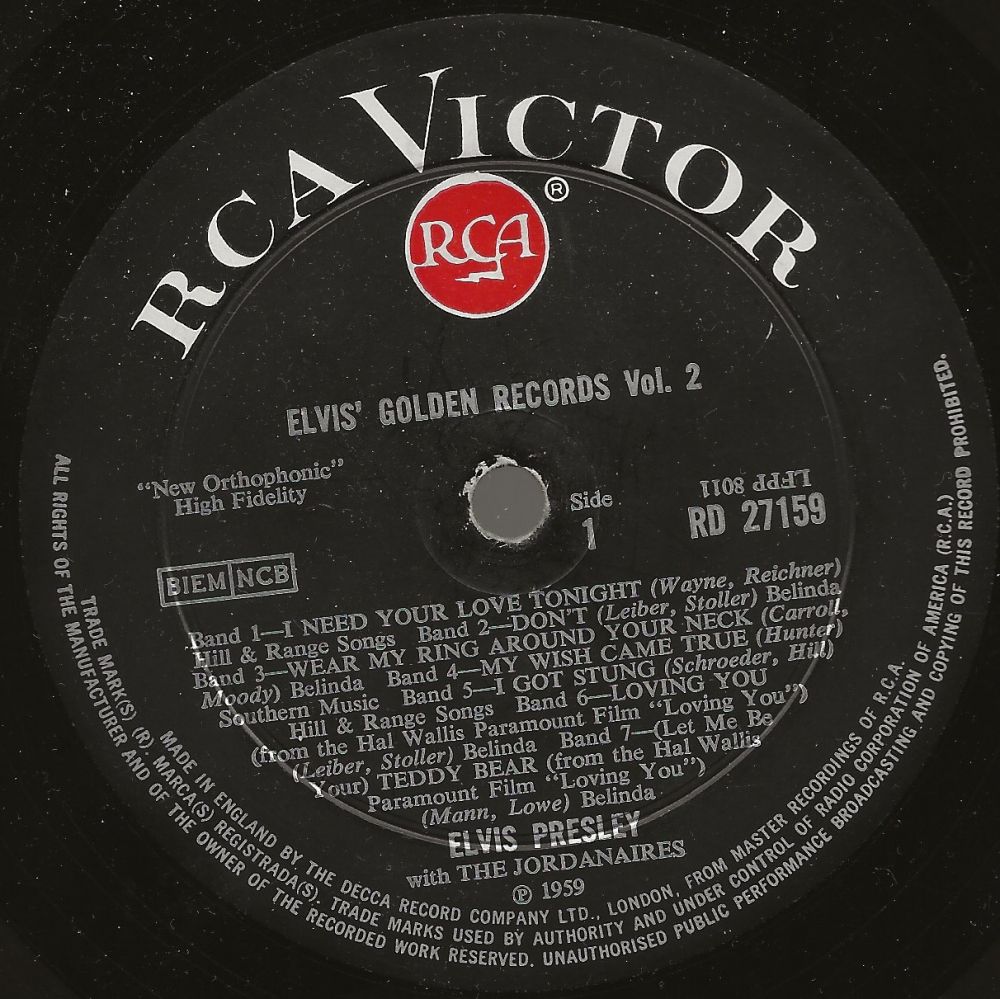 RCA VICTOR
RCA ®
ELVIS' GOLDEN RECORDS Vol. 2
“New Orthophonic”
High Fidelity
Side
1
LFPP 8011
RD 27159
BIEM NCB
Band 1—I NEED YOUR LOVE TONIGHT (Wayne, Reichner)
Hill & Range Songs Band 2—DON'T (Leiber, Stoller) Belinda
Band 3—WEAR MY RING AROUND YOUR NECK (Carroll,
Moody) Belinda Band 4—MY WISH CAME TRUE (Hunter)
Southern Music Band 5—I GOT STUNG (Schroeder, Hill)
Hill & Range Songs Band 6—LOVING YOU
(from the Hal Wallis Paramount Film “Loving You”)
(Leiber, Stoller) Belinda Band 7—(Let Me Be
Your) TEDDY BEAR (from the Hal Wallis
Paramount Film “Loving You”)
(Mann, Lowe) Belinda
ELVIS PRESLEY
with THE JORDANAIRES
℗ 1959
MADE IN ENGLAND BY THE DECCA RECORD COMPANY LTD., LONDON, FROM MASTER RECORDINGS OF R.C.A.
TRADE MARK(S) (R) MARCA(S) REGISTRADA(S). TRADE MARKS USED BY AUTHORITY AND UNDER CONTROL OF RADIO CORPORATION OF AMERICA (R.C.A.)
ALL RIGHTS OF THE MANUFACTURER AND OF THE OWNER OF THE RECORDED WORK RESERVED. UNAUTHORISED PUBLIC PERFORMANCE BROADCASTING AND COPYING OF THIS RECORD PROHIBITED.